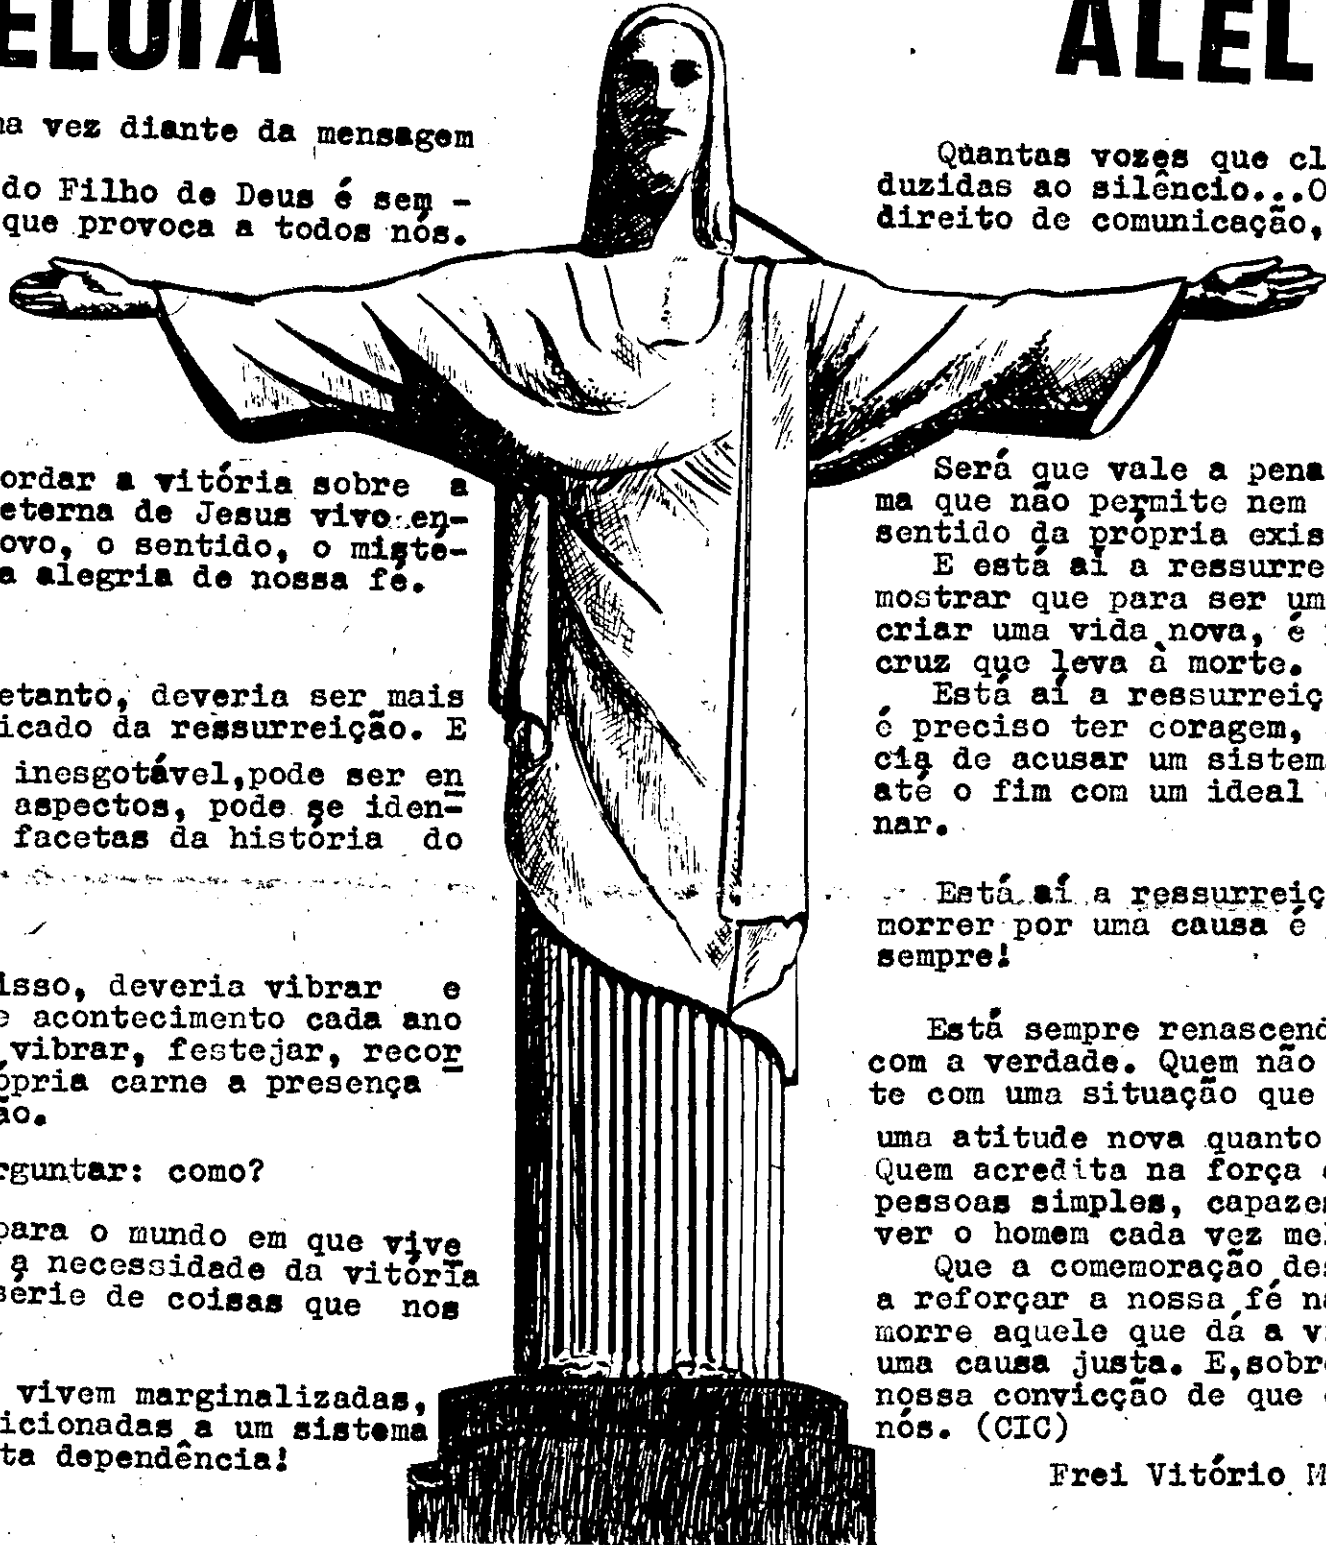 ELUIA
na vez diante da mensagem
do Filho de Deus é sem -
que provoca a todos nós.
ordar a vitória sobre a
eterna de Jesus vivo en-
ovo, o sentido, o misté-
a alegria de nossa fé.
etanto, deveria ser mais
icado da ressurreição. E
inesgotável,pode ser en
aspectos, pode se iden-
facetas da história do
isso, deveria vibrar e
e acontecimento cada ano
vibrar, festejar, recor
ópria carne a presença
ão.
rguntar: como?
para o mundo em que vive
a necessidade da vitória
série de coisas que nos
vivem marginalizadas,
icionadas a um sistema
ta dependência!
ALEL
Quantas vozes que cl
duzidas ao silêncio...O
direito de comunicação,
Será que vale a pena
ma que não permite nem
sentido da própria exis
E está aí a ressurre
mostrar que para ser um
criar uma vida nova, é
cruz que leva à morte.
Está aí a ressurreiç
é preciso ter coragem,
cia de acusar um sistem
até o fim com um ideal
nar.
Está aí a ressurreiç
morrer por uma causa é
sempre!
Está sempre renascend
com a verdade. Quem não
te com uma situação que
uma atitude nova quanto
Quem acredita na força
pessoas simples, capazes
ver o homem cada vez mel
Que a comemoração des
a reforçar a nossa fé na
morre aquele que dá a v
uma causa justa. E,sobre
nossa convicção de que
nós. (CIC)
Frei Vitório M